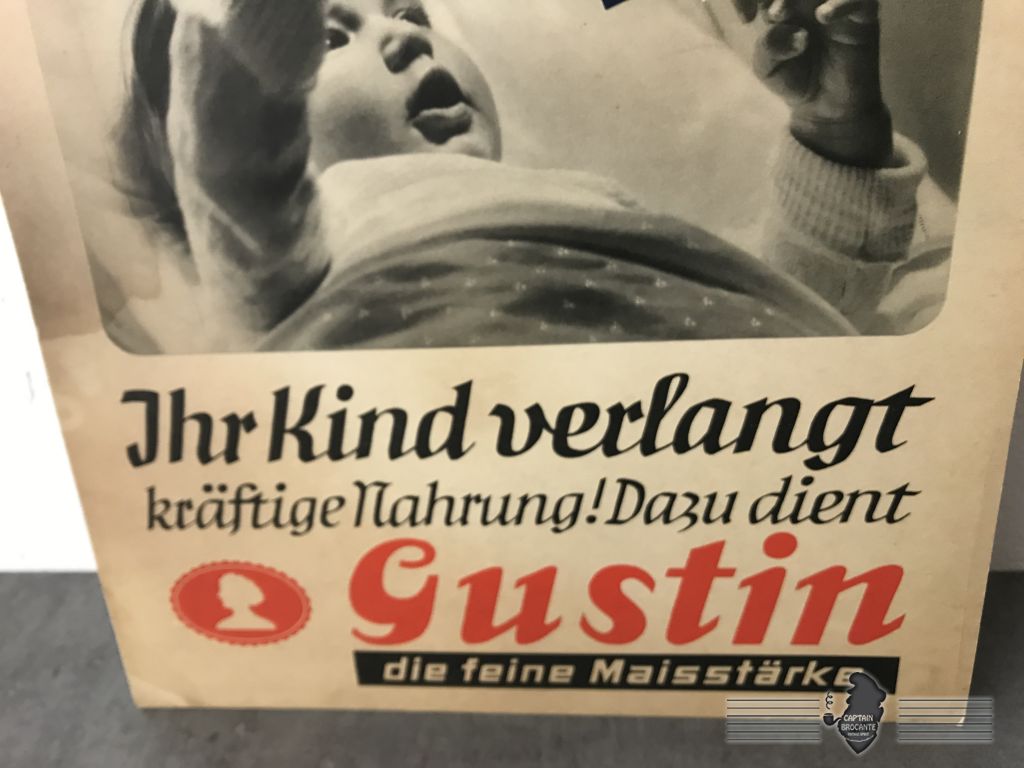 Ihr Kind verlangt
kräftige Nahrung! Dazu dient
Gustin
die feine Maisstärke
CAPTAIN
BROCANTE